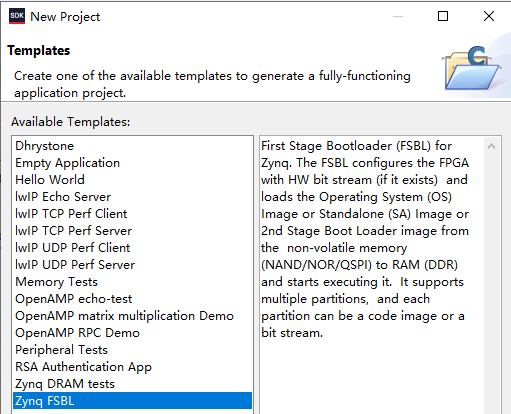 SDK New Project
Templates
Create one of the available templates to generate a fully-functioning
application project.
C
Available Templates:
Dhrystone
Empty Application
Hello World
lwIP Echo Server
lwIP TCP Perf Client
lwIP TCP Perf Server
lwIP UDP Perf Client
lwIP UDP Perf Server
Memory Tests
OpenAMP echo-test
OpenAMP matrix multiplication Demo
OpenAMP RPC Demo
Peripheral Tests
RSA Authentication App
Zynq DRAM tests
Zynq FSBL
First Stage Bootloader (FSBL) for
Zynq. The FSBL configures the FPGA
with HW bit stream (if it exists)  and
loads the Operating System (OS)
Image or Standalone (SA) Image or
2nd Stage Boot Loader image from
the  non-volatile memory
(NAND/NOR/QSPI) to RAM (DDR)
and starts executing it.  It supports
multiple partitions,  and each
partition can be a code image or a
bit stream.